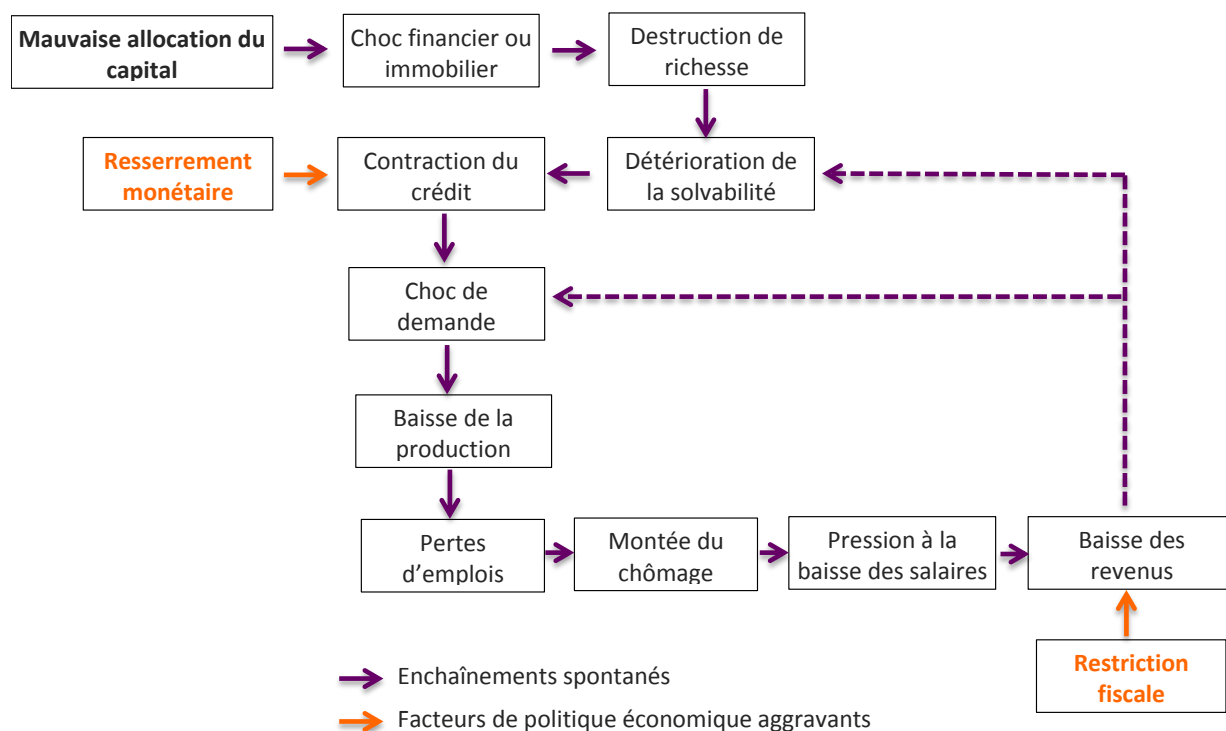 Mauvaise allocation du
capital
Choc financier ou
immobilier
Destruction de
richesse
Resserrement
monétaire
Contraction du
crédit
Détérioration de
la solvabilité
Choc de
demande
Baisse de la
production
Pertes
d'emplois
Montée du
chômage
Pression à la
baisse des salaires
Baisse des
revenus
Restriction
fiscale
Enchaînements spontanés
Facteurs de politique économique aggravants